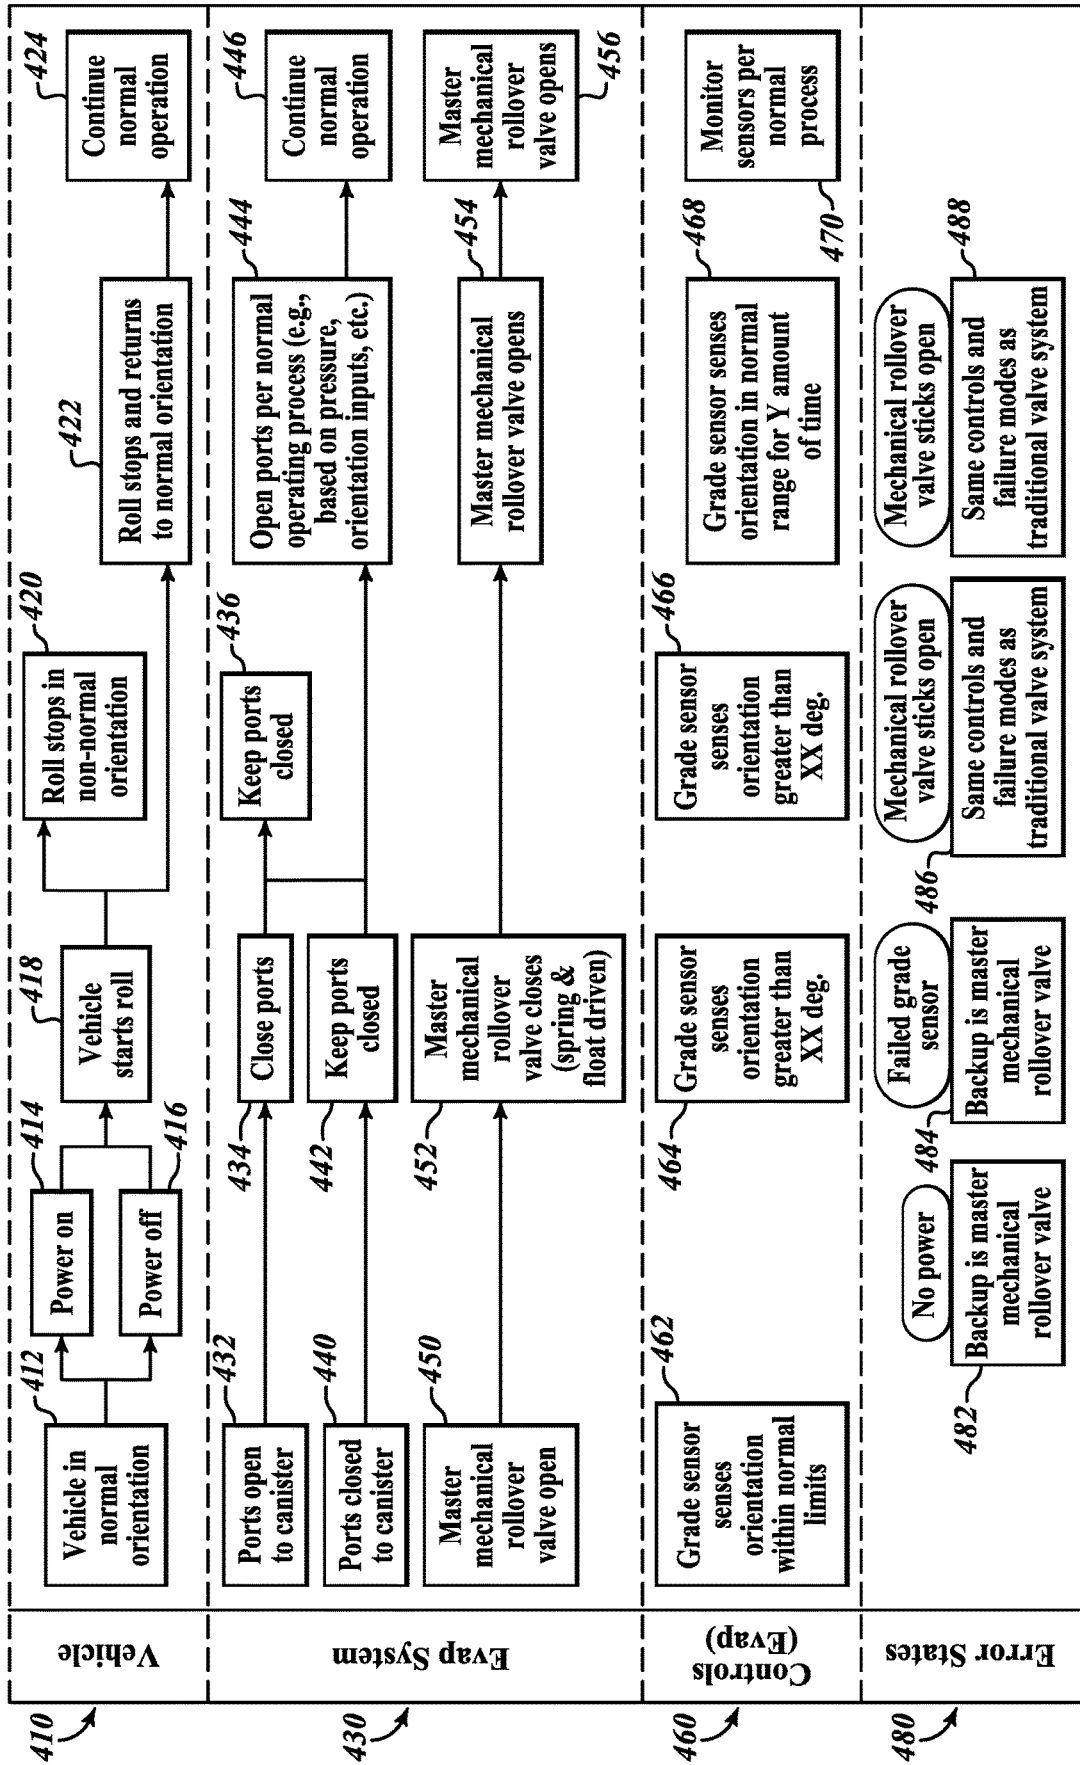 410
Vehicle
412
Vehicle in
normal
orientation
414
Power on
Power off
416
418
Vehicle
starts roll
420
Roll stops in
non-normal
orientation
422
Roll stops and returns
to normal orientation
424
Continue
normal
operation
430
Evap System
432
Ports open
to canister
434
Close ports
436
Keep ports
closed
440
Ports closed
to canister
442
Keep ports
closed
444
Open ports per normal
operating process (e.g.,
based on pressure,
orientation inputs, etc.)
446
Continue
normal
operation
450
Master
mechanical
rollover
valve open
452
Master
mechanical
rollover
valve closes
(spring &
float driven)
454
Master mechanical
rollover valve opens
Master
mechanical
rollover
valve opens
456
460
Controls
(Evap)
462
Grade sensor
senses
orientation
within normal
limits
464
Grade sensor
senses
orientation
greater than
XX deg.
466
Grade sensor
senses
orientation
greater than
XX deg.
468
Grade sensor senses
orientation in normal
range for Y amount
of time
470
Monitor
sensors per
normal
process
480
Error States
No power
482
Backup is master
mechanical
rollover valve
Failed grade
sensor
484
Backup is master
mechanical
rollover valve
Mechanical rollover
valve sticks open
486
Same controls and
failure modes as
traditional valve system
Mechanical rollover
valve sticks open
488
Same controls and
failure modes as
traditional valve system